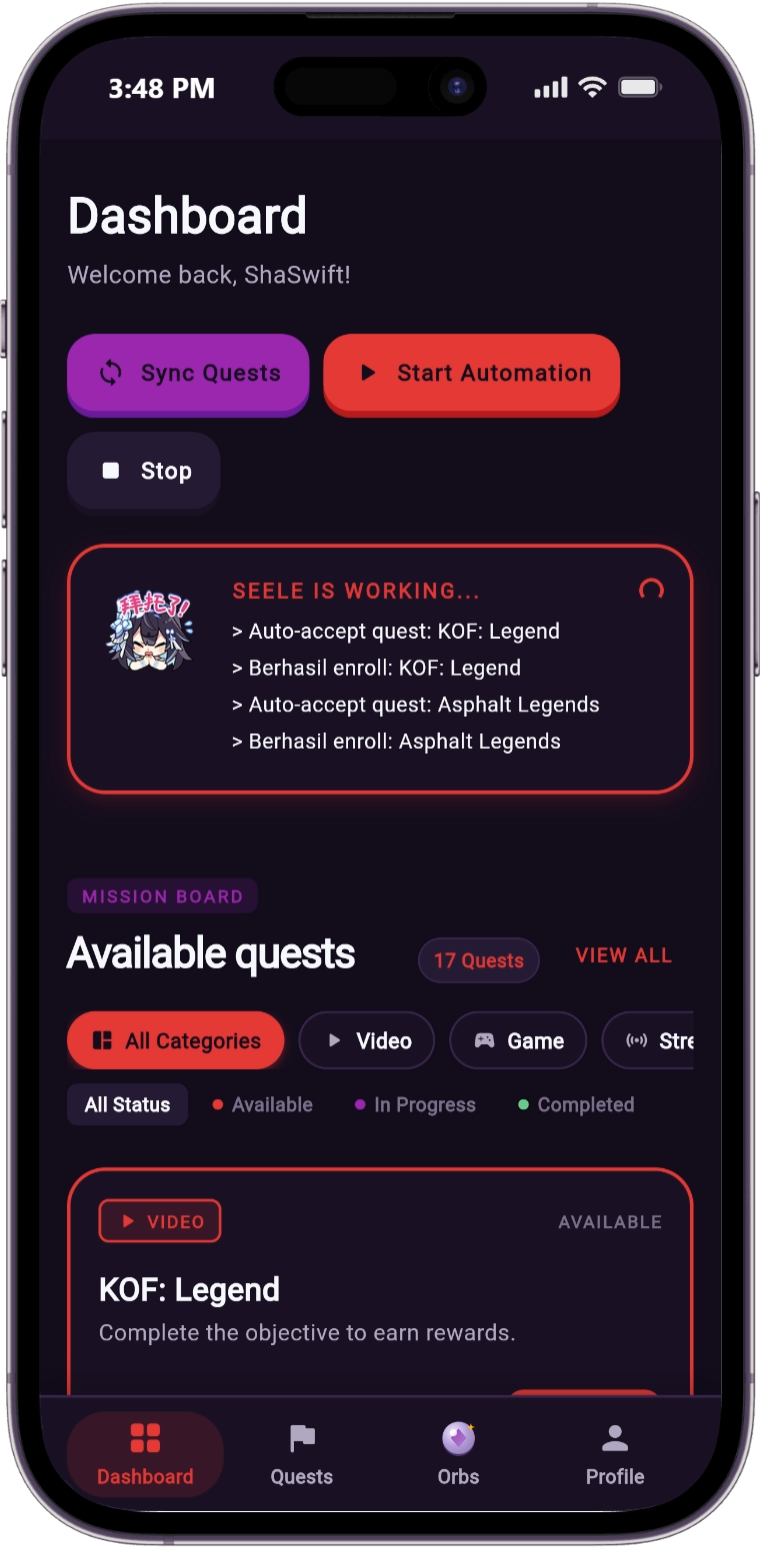 3:48 PM
Dashboard
Welcome back, ShaSwift!
Sync Quests
Start Automation
Stop
拜托了!
SEELE IS WORKING...
> Auto-accept quest: KOF: Legend
> Berhasil enroll: KOF: Legend
> Auto-accept quest: Asphalt Legends
> Berhasil enroll: Asphalt Legends
MISSION BOARD
Available quests
17 Quests
VIEW ALL
All Categories
Video
Game
Stre
All Status
Available
In Progress
Completed
VIDEO
AVAILABLE
KOF: Legend
Complete the objective to earn rewards.
Dashboard
Quests
Orbs
Profile